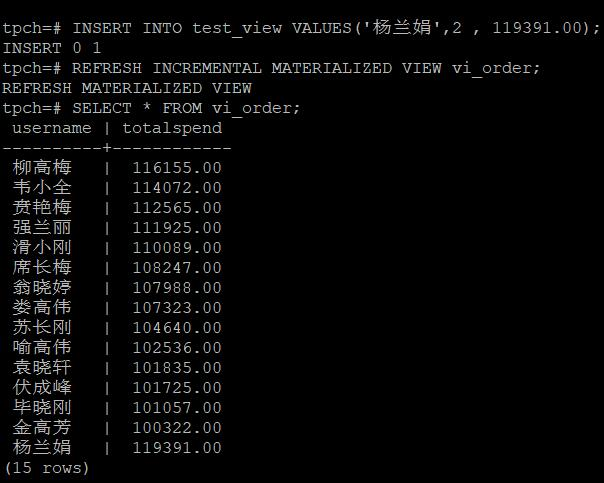 tpch=# INSERT INTO test_view VALUES('杨兰娟',2 , 119391.00);
INSERT 0 1
tpch=# REFRESH INCREMENTAL MATERIALIZED VIEW vi_order;
REFRESH MATERIALIZED VIEW
tpch=# SELECT * FROM vi_order;
 username | totalspend
----------+------------
 柳高梅   |  116155.00
 韦小全   |  114072.00
 贲艳梅   |  112565.00
 强兰丽   |  111925.00
 滑小刚   |  110089.00
 席长梅   |  108247.00
 翁晓婷   |  107988.00
 娄高伟   |  107323.00
 苏长刚   |  104640.00
 喻高伟   |  102536.00
 袁晓轩   |  101835.00
 伏成峰   |  101725.00
 毕晓刚   |  101057.00
 金高芳   |  100322.00
 杨兰娟   |  119391.00
(15 rows)